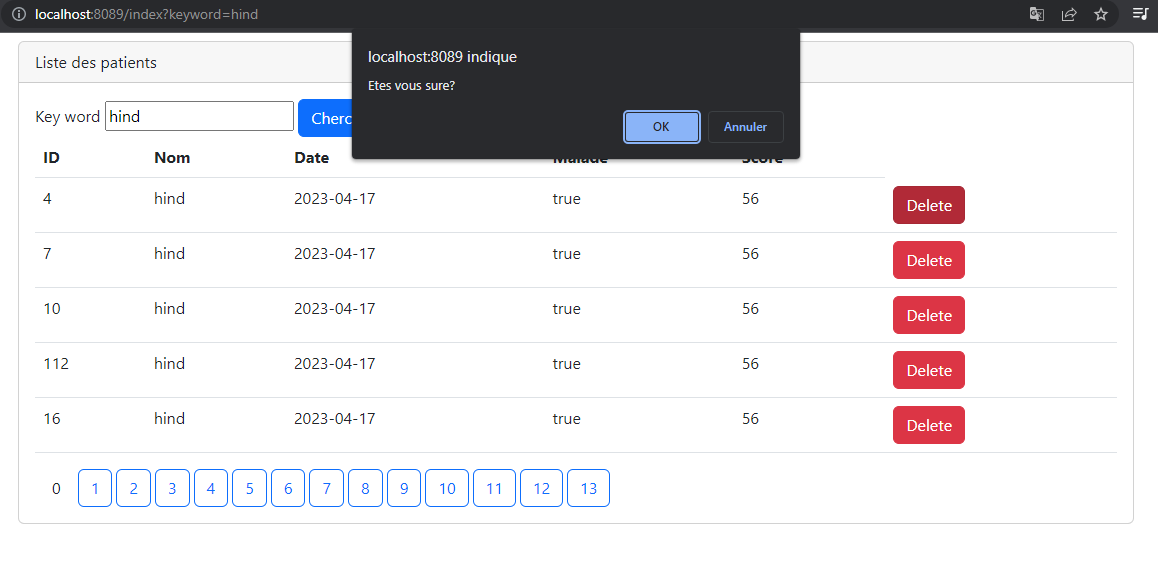 localhost:8089/index?keyword=hind
localhost:8089 indique
Etes vous sure?
OK Annuler
Liste des patients
Key word hind
ID Nom Date Malade Score
4 hind 2023-04-17 true 56 Delete
7 hind 2023-04-17 true 56 Delete
10 hind 2023-04-17 true 56 Delete
112 hind 2023-04-17 true 56 Delete
16 hind 2023-04-17 true 56 Delete
0 1 2 3 4 5 6 7 8 9 10 11 12 13